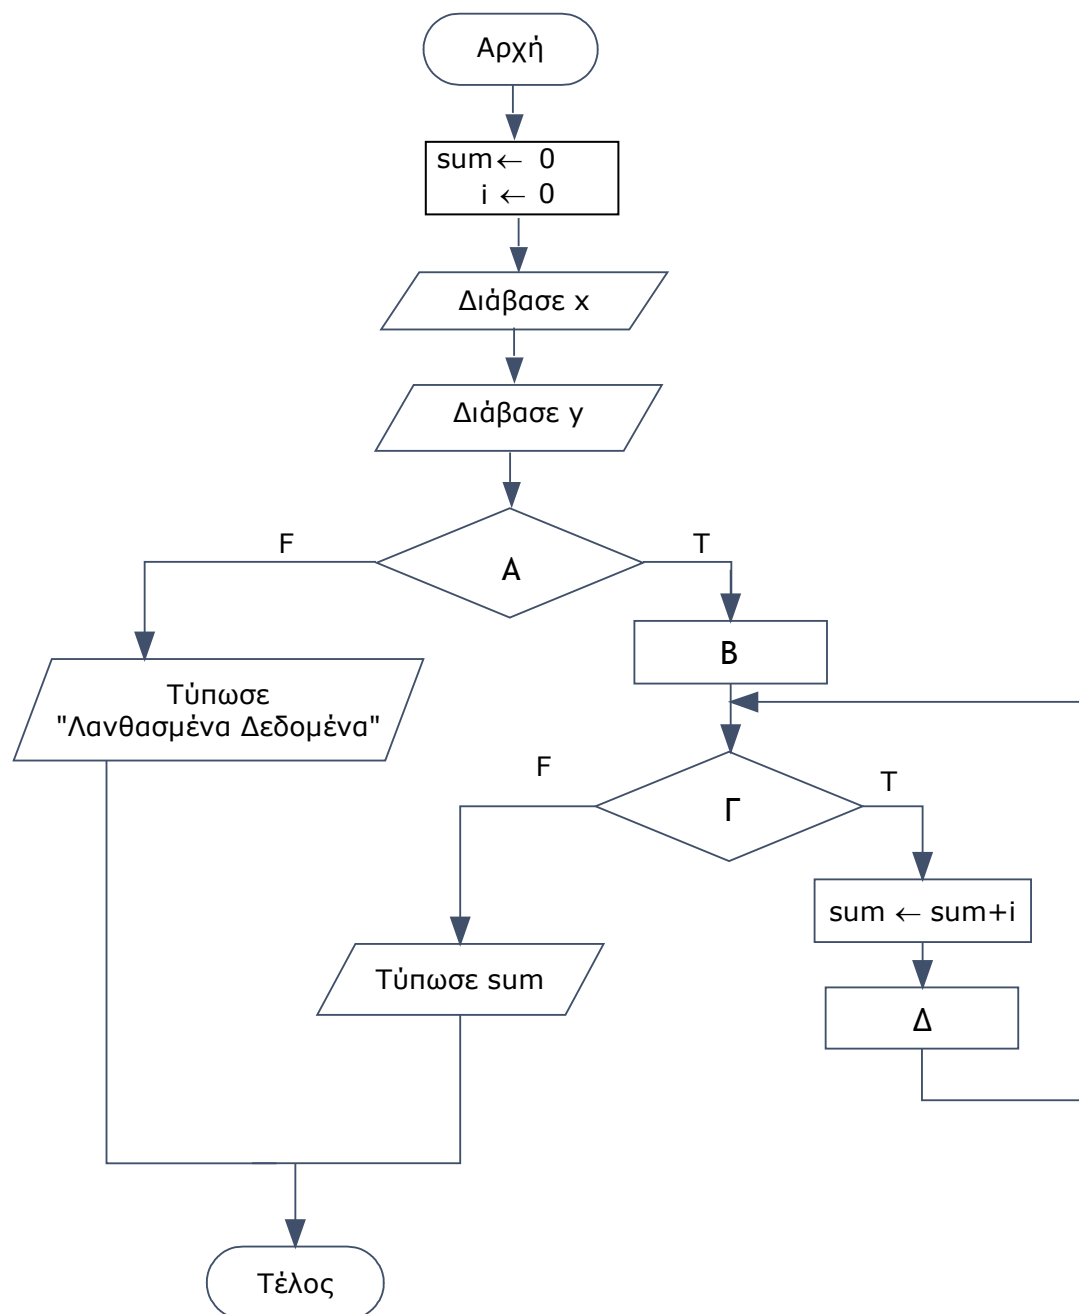 Αρχή
sum← 0
i ← 0
Διάβασε x
Διάβασε y
F
T
Α
Β
Τύπωσε
"Λανθασμένα Δεδομένα"
F
T
Γ
sum ← sum+i
Τύπωσε sum
Δ
Τέλος